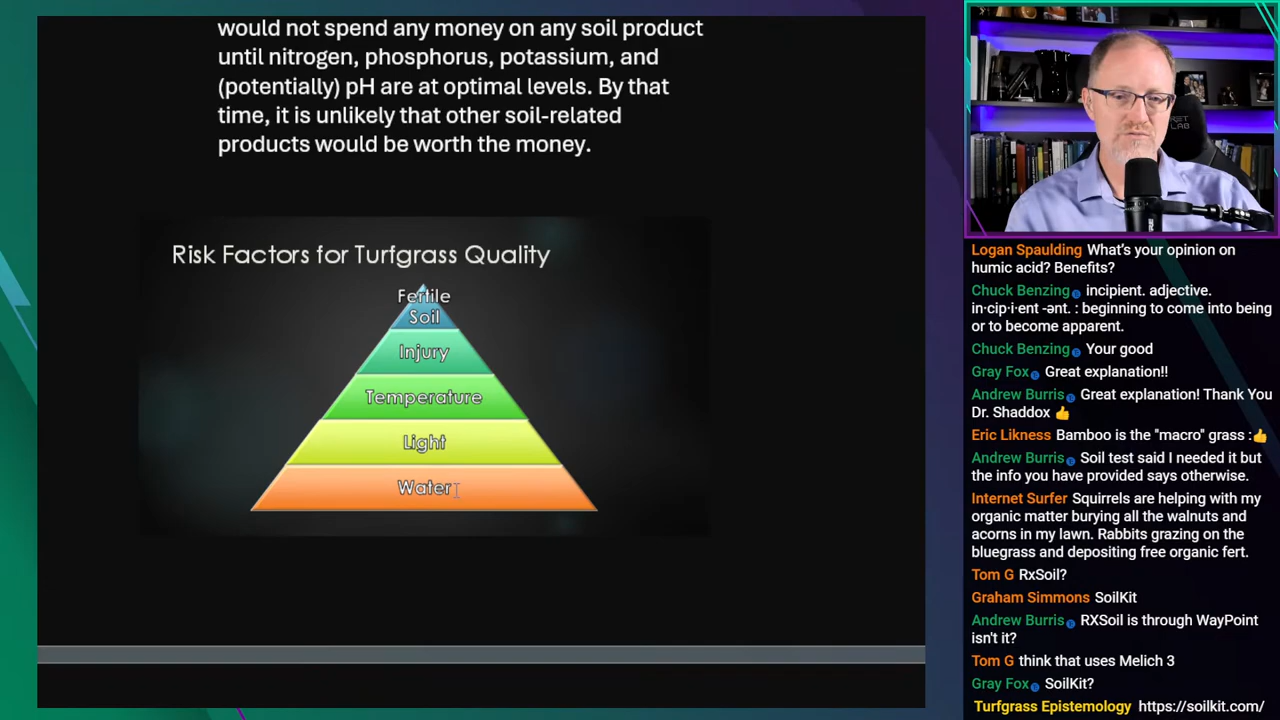 would not spend any money on any soil product
until nitrogen, phosphorus, potassium, and
(potentially) pH are at optimal levels. By that
time, it is unlikely that other soil-related
products would be worth the money.
Risk Factors for Turfgrass Quality
Fertile
Soil
Injury
Temperature
Light
Water
Logan Spaulding What's your opinion on
humic acid? Benefits?
Chuck Benzing incipient. adjective.
in·cip·i·ent -ənt. : beginning to come into being
or to become apparent.
Chuck Benzing Your good
Gray Fox Great explanation!!
Andrew Burris Great explanation! Thank You
Dr. Shaddox 👍
Eric Likness Bamboo is the "macro" grass :👍
Andrew Burris Soil test said I needed it but
the info you have provided says otherwise.
Internet Surfer Squirrels are helping with my
organic matter burying all the walnuts and
acorns in my lawn. Rabbits grazing on the
bluegrass and depositing free organic fert.
Tom G RxSoil?
Graham Simmons SoilKit
Andrew Burris RXSoil is through WayPoint
isn't it?
Tom G think that uses Melich 3
Gray Fox SoilKit?
Turfgrass Epistemology https://soilkit.com/